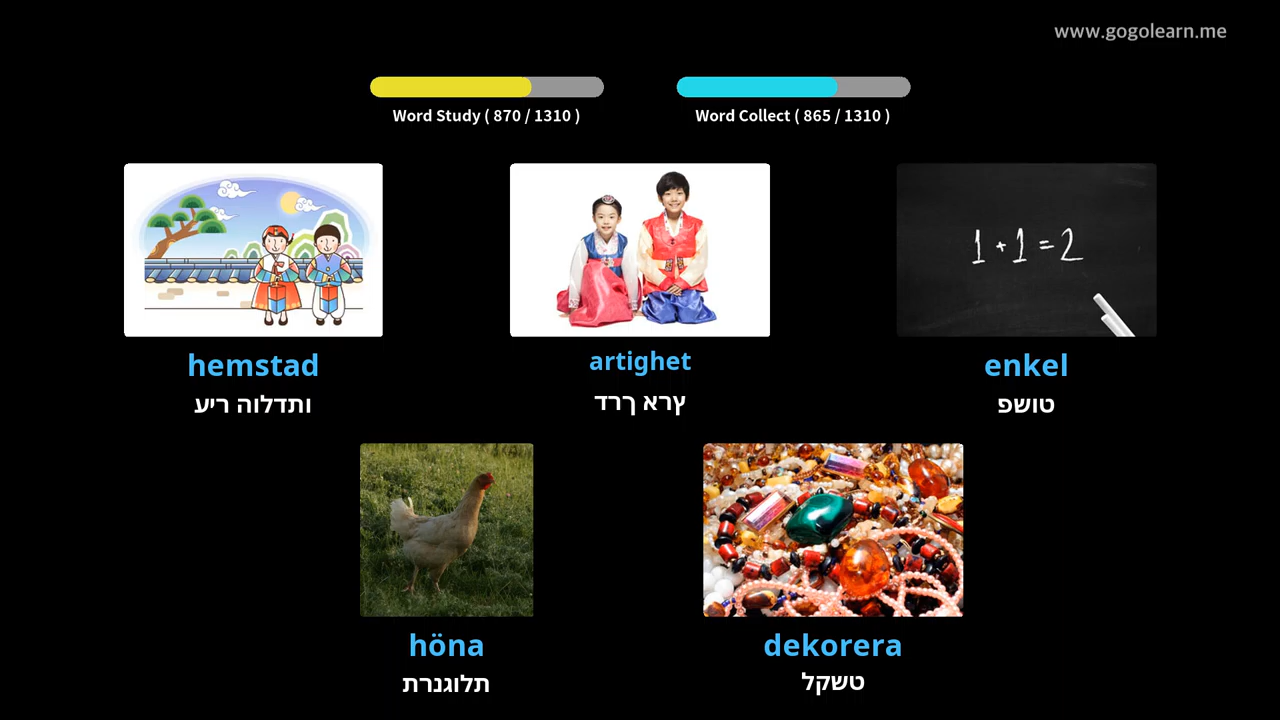 www.gogolearn.me
Word Study ( 870 / 1310 )
Word Collect ( 865 / 1310 )
hemstad
ותדלוה ריע
artighet
ץרא ךרד
enkel
טושפ
höna
תלוגנרת
dekorera
טשקל
1 + 1 = 2